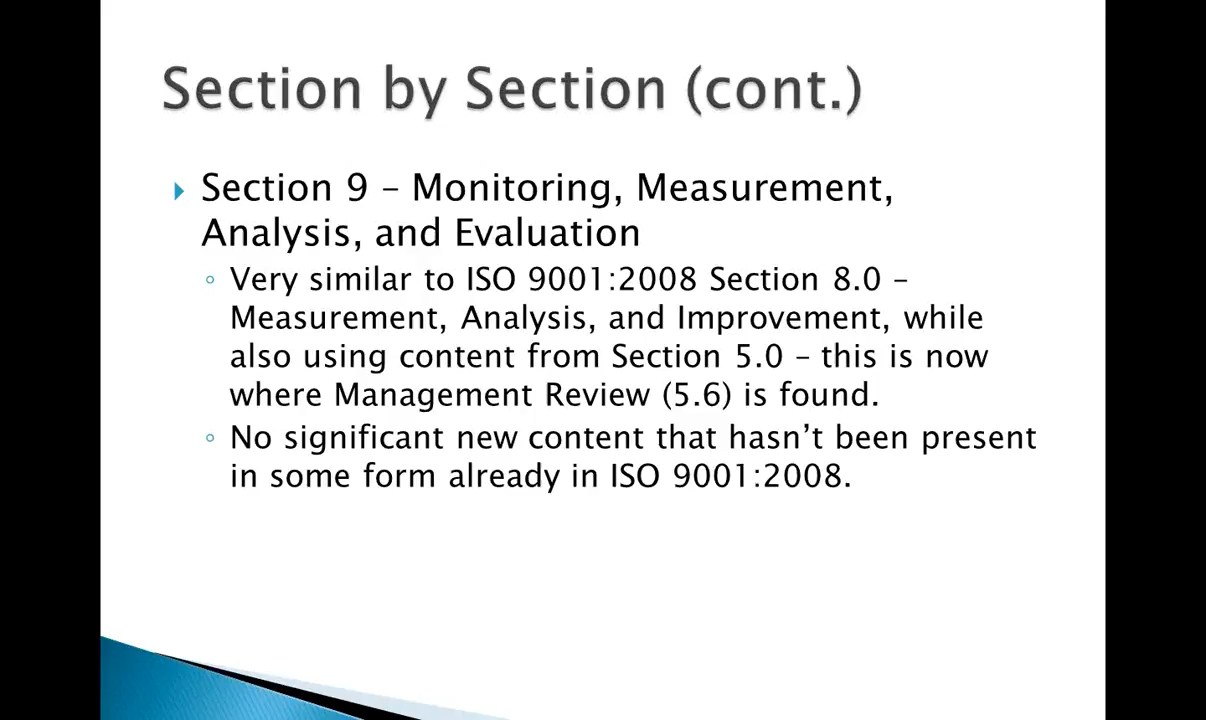 Section by Section (cont.)
Section 9 – Monitoring, Measurement,
Analysis, and Evaluation
Very similar to ISO 9001:2008 Section 8.0 –
Measurement, Analysis, and Improvement, while
also using content from Section 5.0 – this is now
where Management Review (5.6) is found.
No significant new content that hasn’t been present
in some form already in ISO 9001:2008.